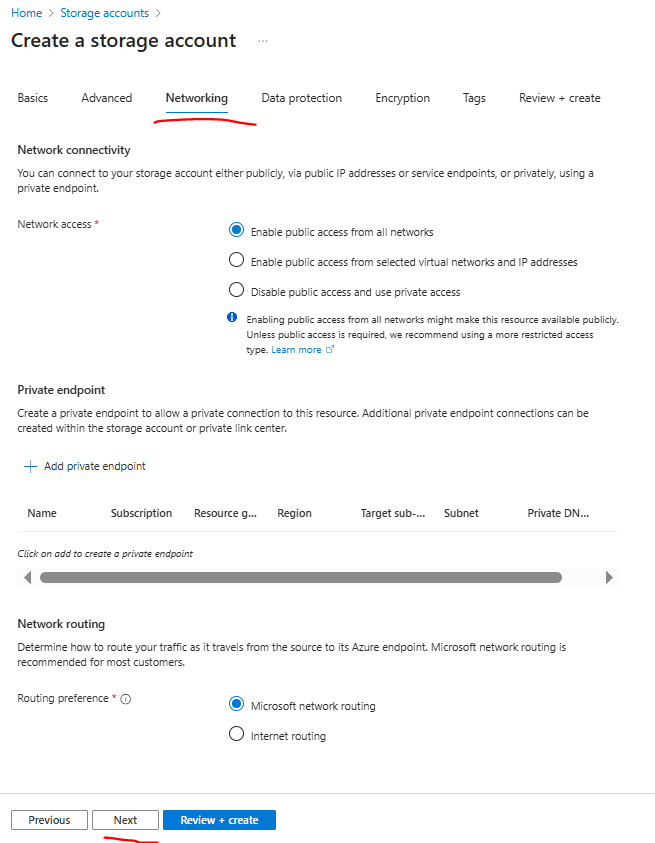 Home > Storage accounts >
Create a storage account ...
Basics Advanced Networking Data protection Encryption Tags Review + create
Network connectivity
You can connect to your storage account either publicly, via public IP addresses or service endpoints, or privately, using a
private endpoint.
Network access *
Enable public access from all networks
Enable public access from selected virtual networks and IP addresses
Disable public access and use private access
Enabling public access from all networks might make this resource available publicly.
Unless public access is required, we recommend using a more restricted access
type. Learn more
Private endpoint
Create a private endpoint to allow a private connection to this resource. Additional private endpoint connections can be
created within the storage account or private link center.
+ Add private endpoint
Name Subscription Resource g... Region Target sub-... Subnet Private DN...
Click on add to create a private endpoint
Network routing
Determine how to route your traffic as it travels from the source to its Azure endpoint. Microsoft network routing is
recommended for most customers.
Routing preference *
Microsoft network routing
Internet routing
Previous Next Review + create